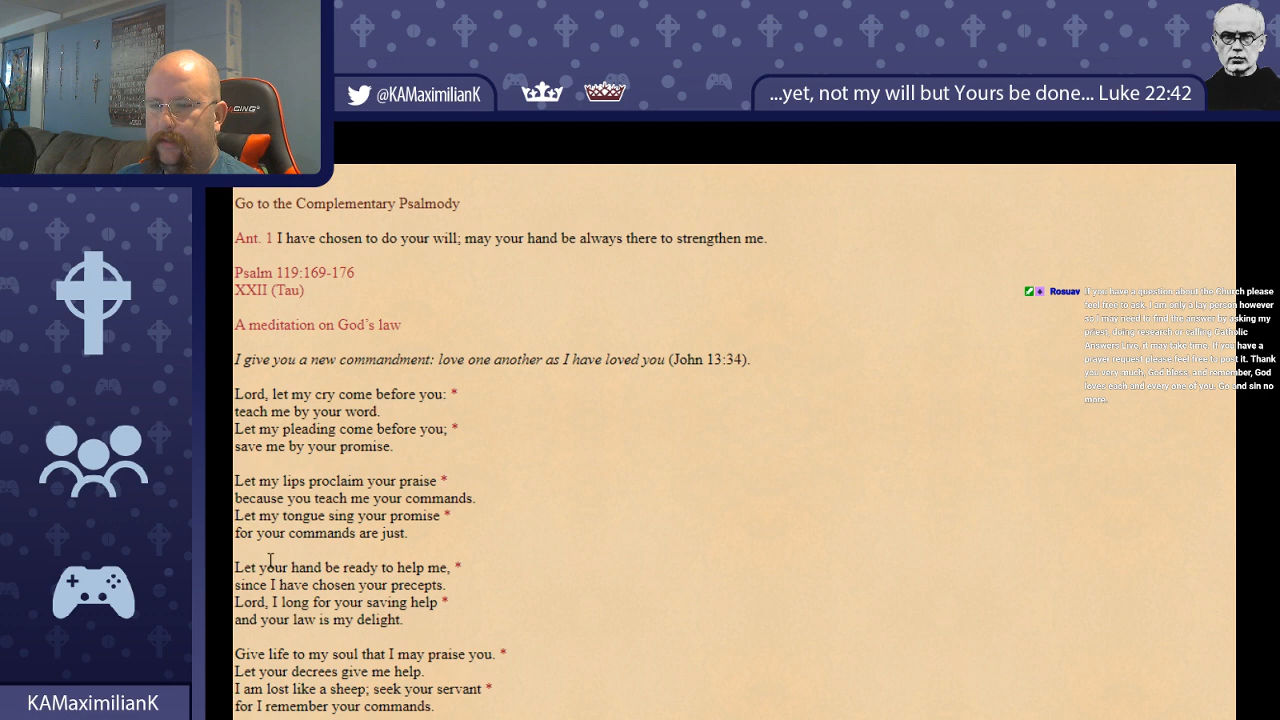 @KAMaximilianK
...yet, not my will but Yours be done... Luke 22:42
Go to the Complementary Psalmody
Ant. 1 I have chosen to do your will; may your hand be always there to strengthen me.
Psalm 119:169-176
XXII (Tau)
A meditation on God's law
I give you a new commandment: love one another as I have loved you (John 13:34).
Lord, let my cry come before you: *
teach me by your word.
Let my pleading come before you; *
save me by your promise.
Let my lips proclaim your praise *
because you teach me your commands.
Let my tongue sing your promise *
for your commands are just.
Let your hand be ready to help me, *
since I have chosen your precepts.
Lord, I long for your saving help *
and your law is my delight.
Give life to my soul that I may praise you. *
Let your decrees give me help.
I am lost like a sheep; seek your servant *
for I remember your commands.
Rosuav If you have a question about the Church please
feel free to ask. I am only a lay person however
so I may need to find the answer by asking my
priest, doing research or calling Catholic
Answers Live, it may take time. If you have a
prayer request please feel free to post it. Thank
you very much, God bless, and remember, God
loves each and every one of you. Go and sin no
more.
KAMaximilianK